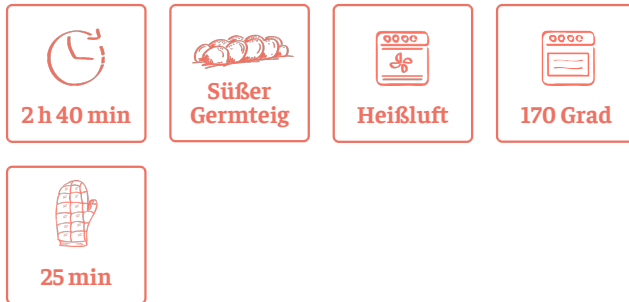 2 h 40 min
Süßer
Germteig
Heißluft
170 Grad
25 min